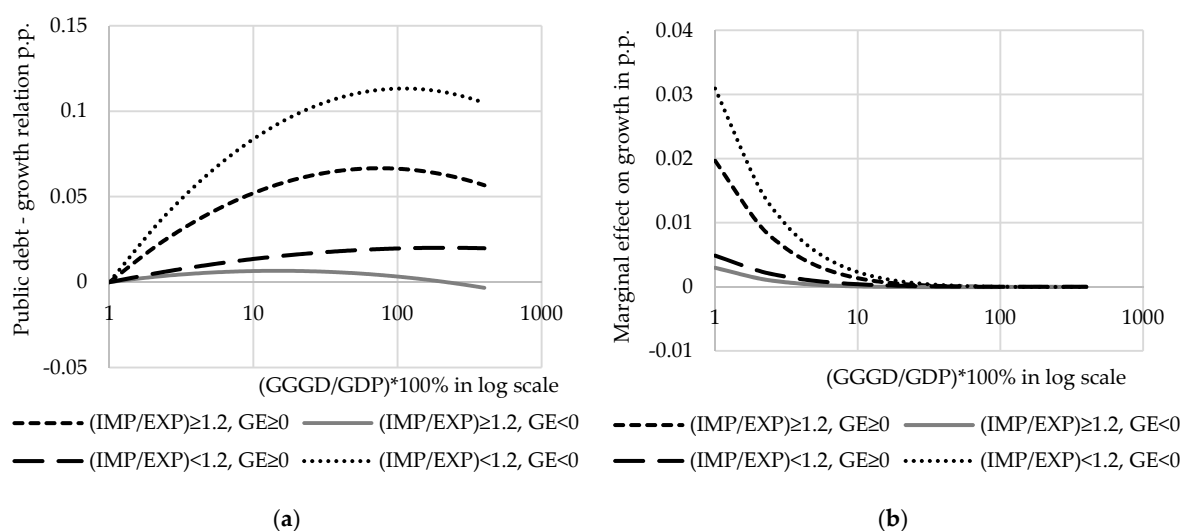 Public debt - growth relation p.p.
0.15
0.1
0.05
0
-0.05
1
10
100
1000
(GGGD/GDP)*100% in log scale
(IMP/EXP)≥1.2, GE≥0
(IMP/EXP)≥1.2, GE<0
(IMP/EXP)<1.2, GE≥0
(IMP/EXP)<1.2, GE<0
(a)
Marginal effect on growth in p.p.
0.04
0.03
0.02
0.01
0
-0.01
1
10
100
1000
(GGGD/GDP)*100% in log scale
(IMP/EXP)≥1.2, GE≥0
(IMP/EXP)≥1.2, GE<0
(IMP/EXP)<1.2, GE≥0
(IMP/EXP)<1.2, GE<0
(b)